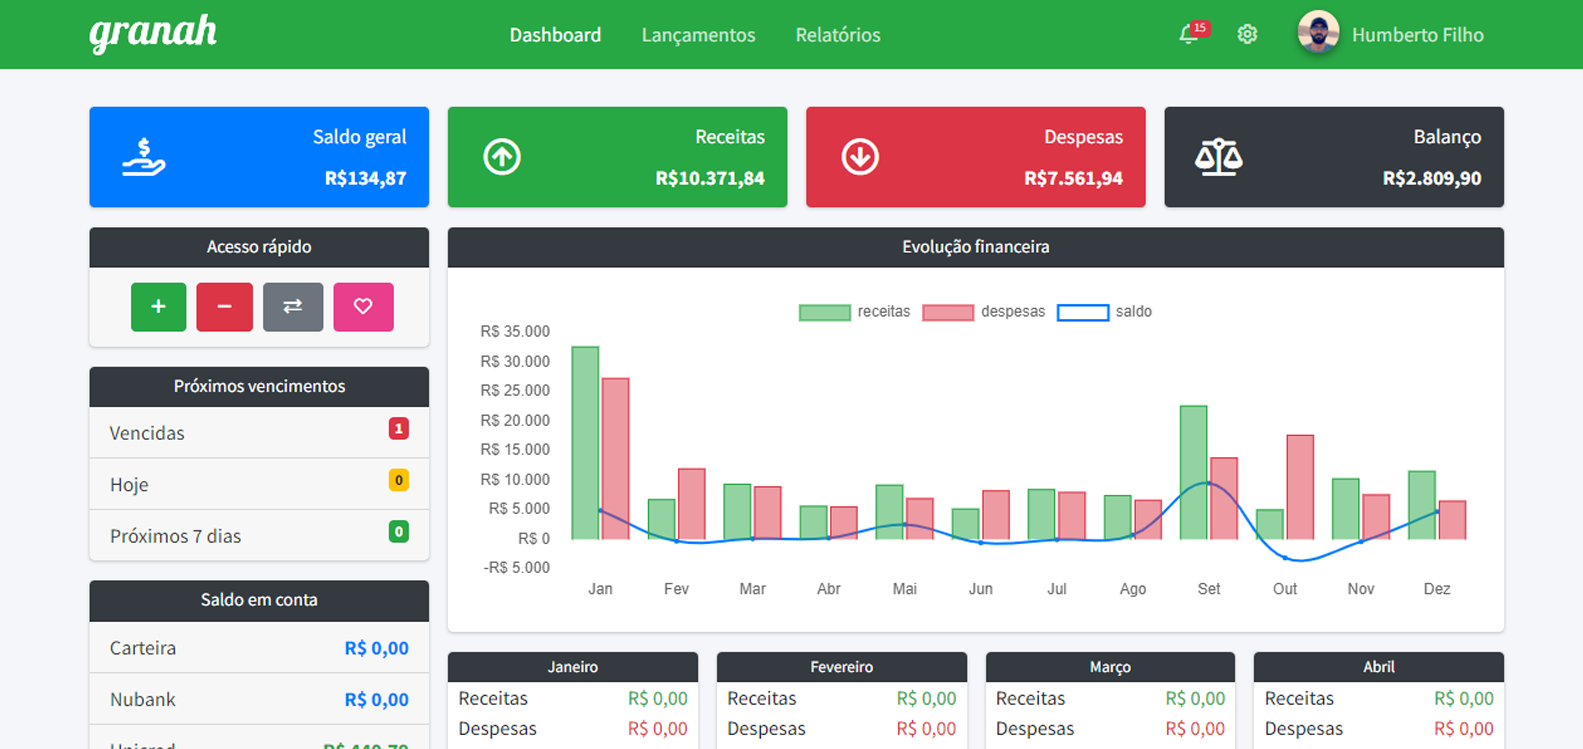 granah
Dashboard
Lançamentos
Relatórios
15
Humberto Filho
Saldo geral
R$134,87
Receitas
R$10.371,84
Despesas
R$7.561,94
Balanço
R$2.809,90
Acesso rápido
Próximos vencimentos
Vencidas 1
Hoje 0
Próximos 7 dias 0
Saldo em conta
Carteira R$ 0,00
Nubank R$ 0,00
Evolução financeira
receitas despesas saldo
R$ 35.000
R$ 30.000
R$ 25.000
R$ 20.000
R$ 15.000
R$ 10.000
R$ 5.000
R$ 0
-R$ 5.000
Jan Fev Mar Abr Mai Jun Jul Ago Set Out Nov Dez
Janeiro
Receitas R$ 0,00
Despesas R$ 0,00
Fevereiro
Receitas R$ 0,00
Despesas R$ 0,00
Março
Receitas R$ 0,00
Despesas R$ 0,00
Abril
Receitas R$ 0,00
Despesas R$ 0,00